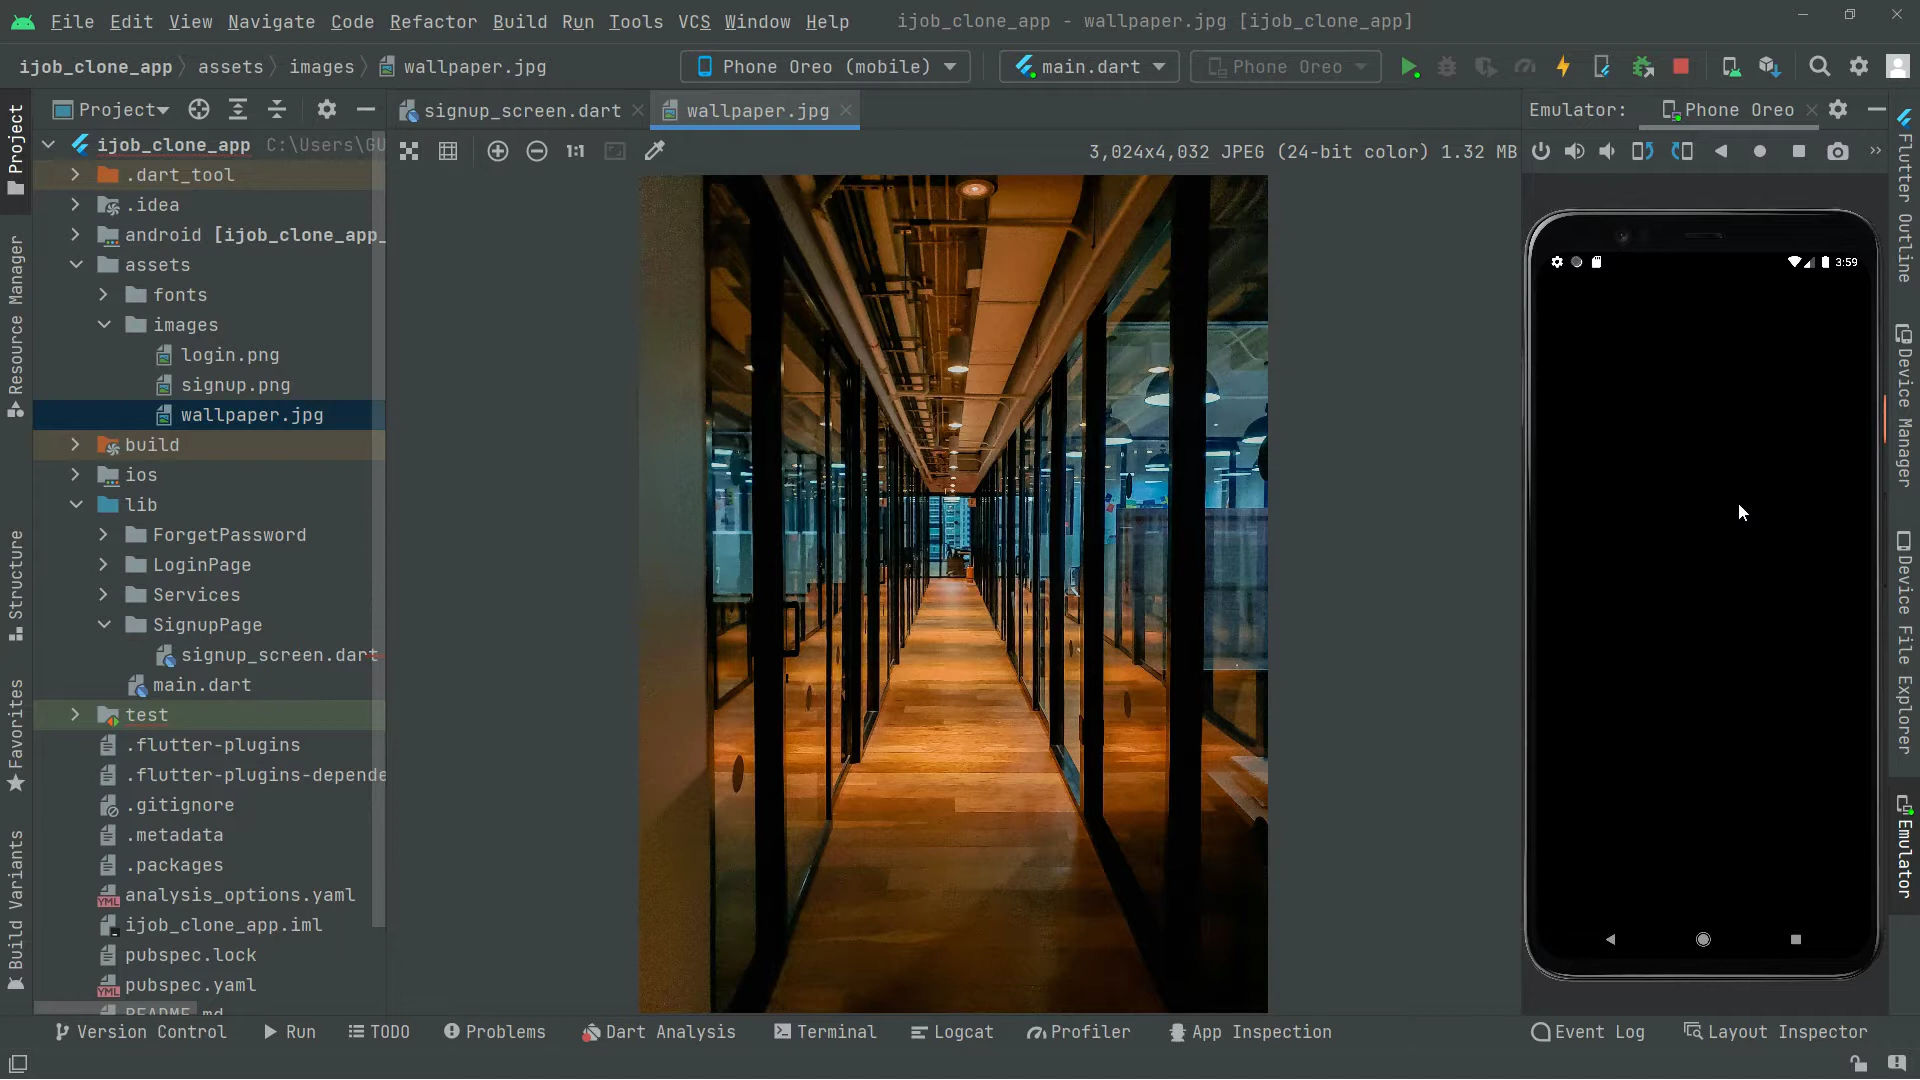 File Edit View Navigate Code Refactor Build Run Tools VCS Window Help ijob_clone_app - wallpaper.jpg [ijob_clone_app]
ijob_clone_app assets images wallpaper.jpg Phone Oreo (mobile) main.dart Phone Oreo
Project signup_screen.dart wallpaper.jpg Emulator: Phone Oreo
3,024x4,032 JPEG (24-bit color) 1.32 MB
1:1
ijob_clone_app C:\Users\GU
.dart_tool
.idea
android [ijob_clone_app_
assets
fonts
images
login.png
signup.png
wallpaper.jpg
build
ios
lib
ForgetPassword
LoginPage
Services
SignupPage
signup_screen.dart
main.dart
test
.flutter-plugins
.flutter-plugins-depende
.gitignore
.metadata
.packages
analysis_options.yaml
ijob_clone_app.iml
pubspec.lock
pubspec.yaml
README.md
Project
Resource Manager
Structure
Favorites
Build Variants
3:59
Flutter Outline
Device Manager
Device File Explorer
Emulator
Version Control Run TODO Problems Dart Analysis Terminal Logcat Profiler App Inspection Event Log Layout Inspector